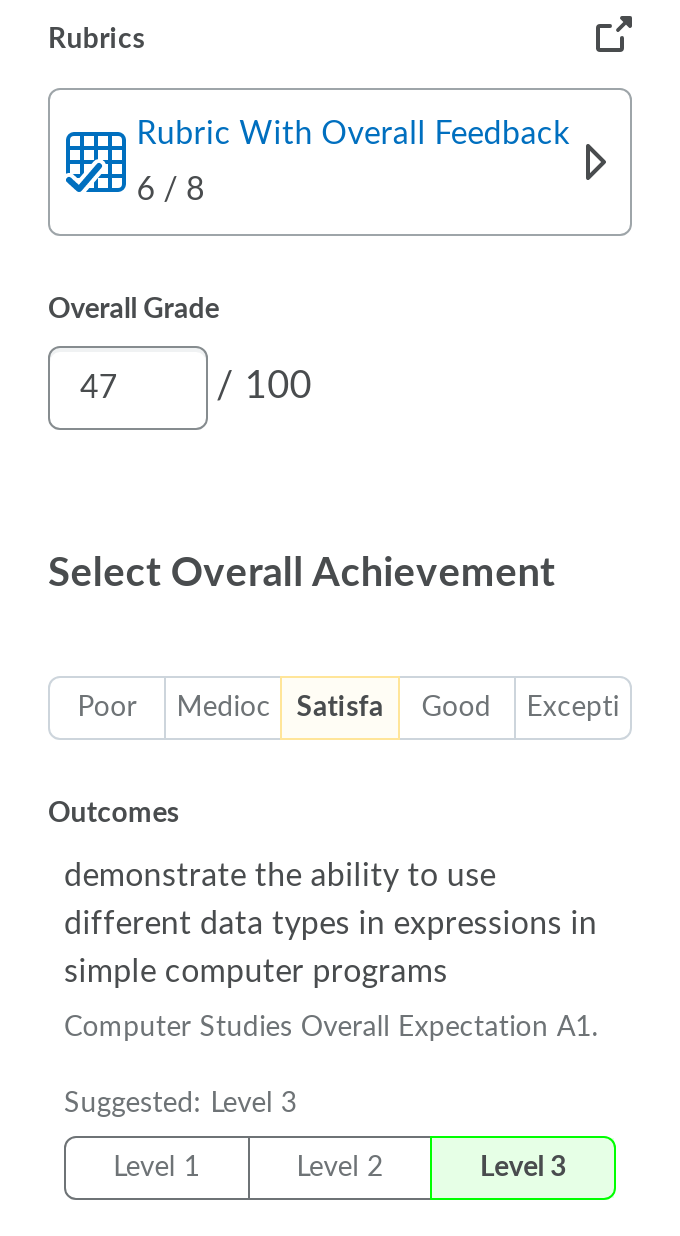 Rubrics
Rubric With Overall Feedback
6 / 8
Overall Grade
47 / 100
Select Overall Achievement
Poor Medioc Satisfa Good Excepti
Outcomes
demonstrate the ability to use
different data types in expressions in
simple computer programs
Computer Studies Overall Expectation A1.
Suggested: Level 3
Level 1 Level 2 Level 3